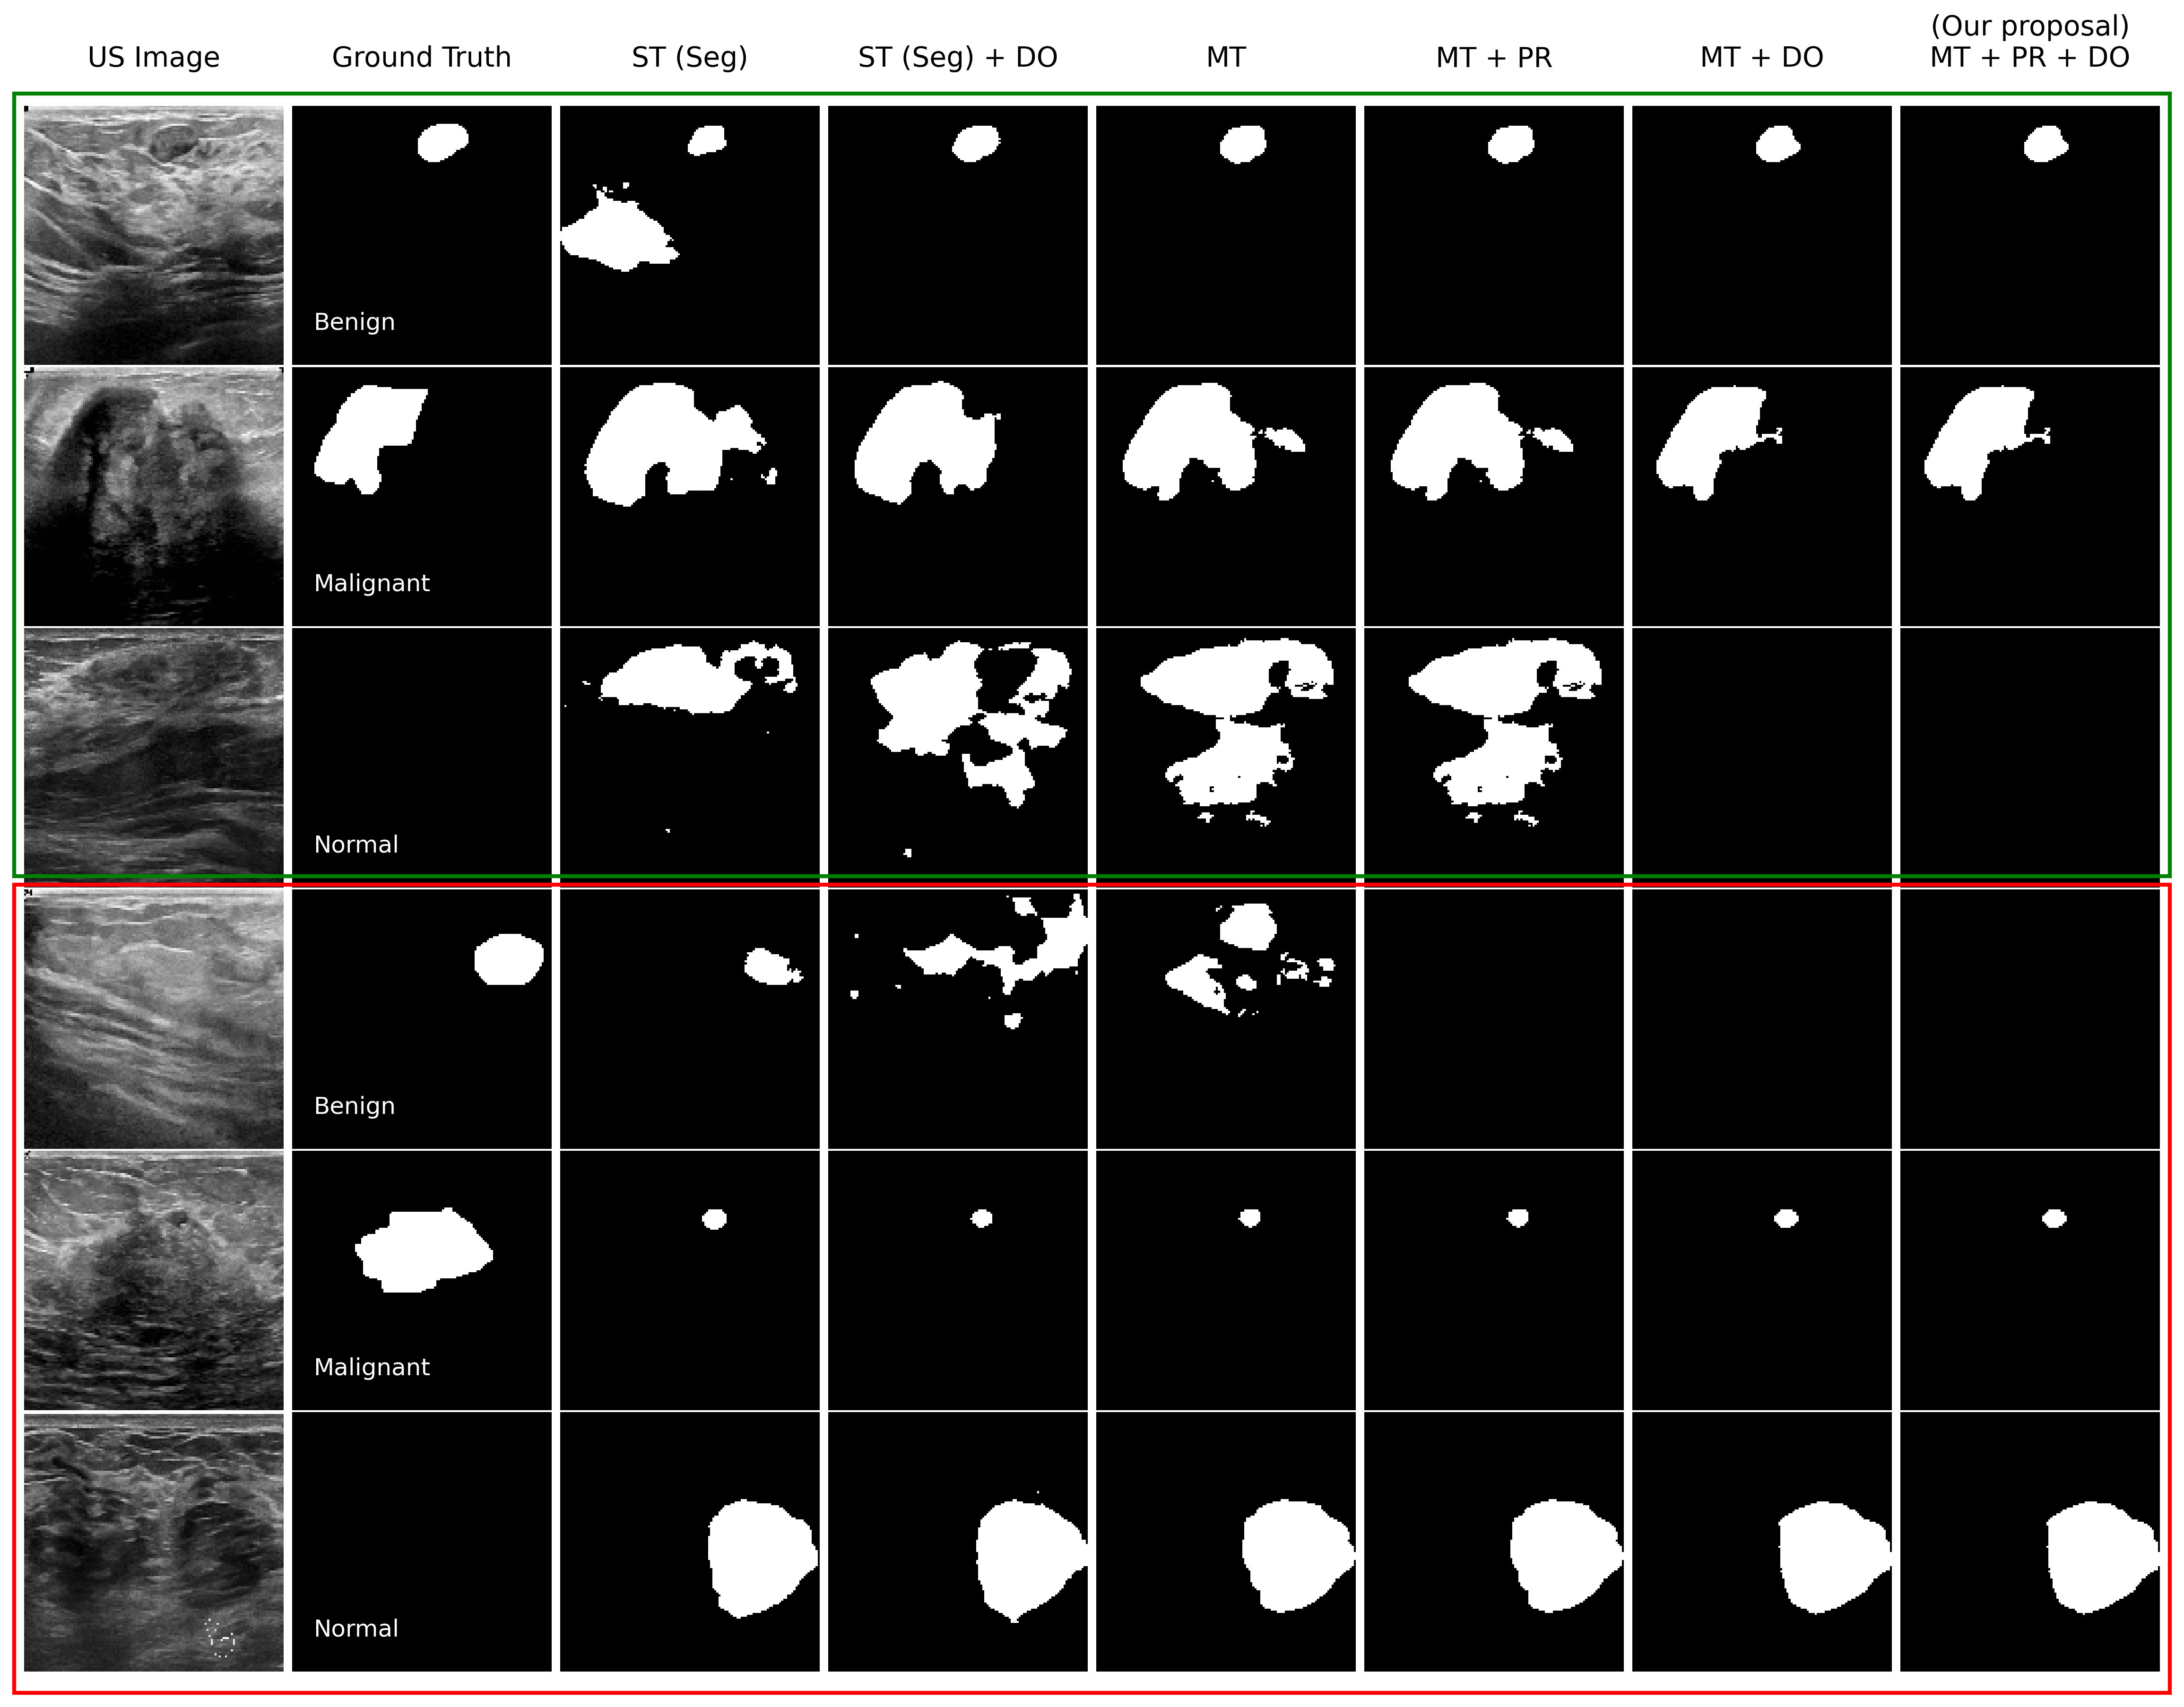 (Our proposal)
US Image Ground Truth ST (Seg) ST (Seg) + DO MT MT + PR MT + DO MT + PR + DO
Benign
Malignant
Normal
Benign
Malignant
Normal